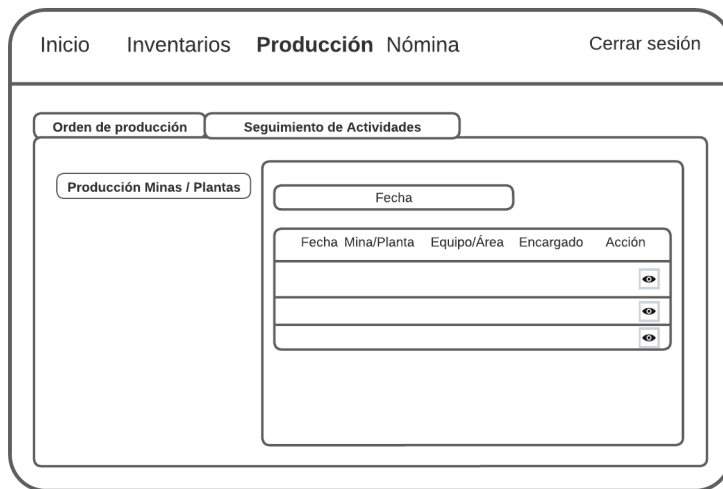 Inicio Inventarios Producción Nómina Cerrar sesión
Orden de producción Seguimiento de Actividades
Producción Minas / Plantas
Fecha
Fecha Mina/Planta Equipo/Área Encargado Acción